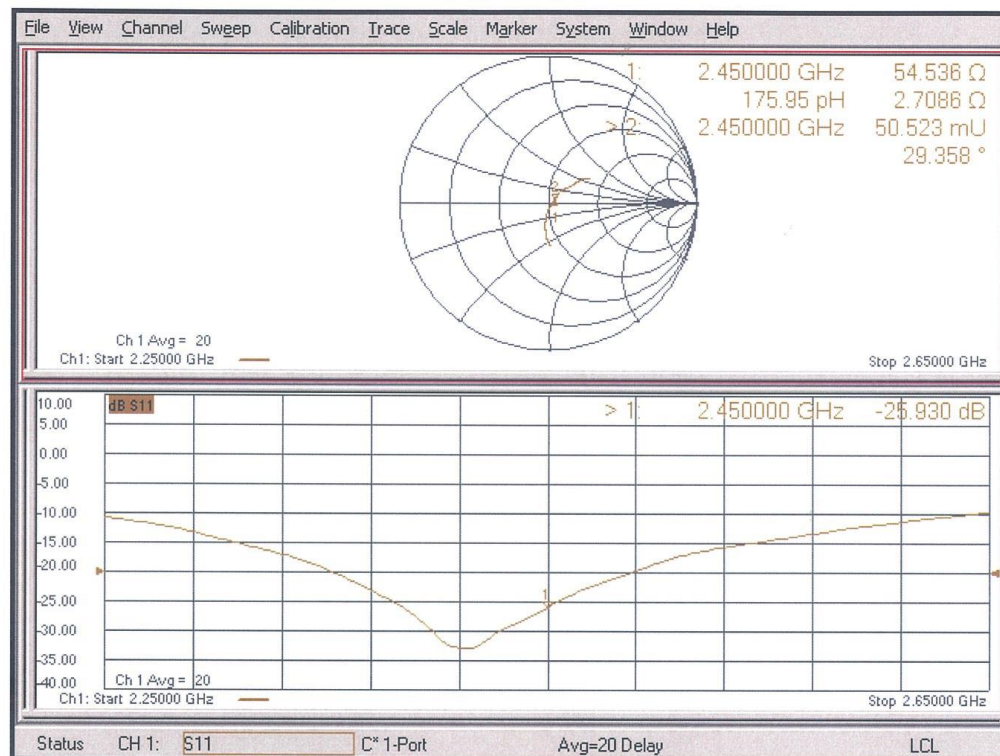 File View Channel Sweep Calibration Trace Scale Marker System Window Help
1: 2.450000 GHz 54.536 Ω
175.95 pH 2.7086 Ω
> 2: 2.450000 GHz 50.523 mU
29.358 °
2
1
Ch 1 Avg = 20
Ch1: Start 2.25000 GHz Stop 2.65000 GHz
10.00 dB S11 > 1: 2.450000 GHz -25.930 dB
5.00
0.00
-5.00
-10.00
-15.00
-20.00
-25.00
1
-30.00
-35.00
-40.00 Ch 1 Avg = 20
Ch1: Start 2.25000 GHz Stop 2.65000 GHz
Status CH 1: S11 C* 1-Port Avg=20 Delay LCL